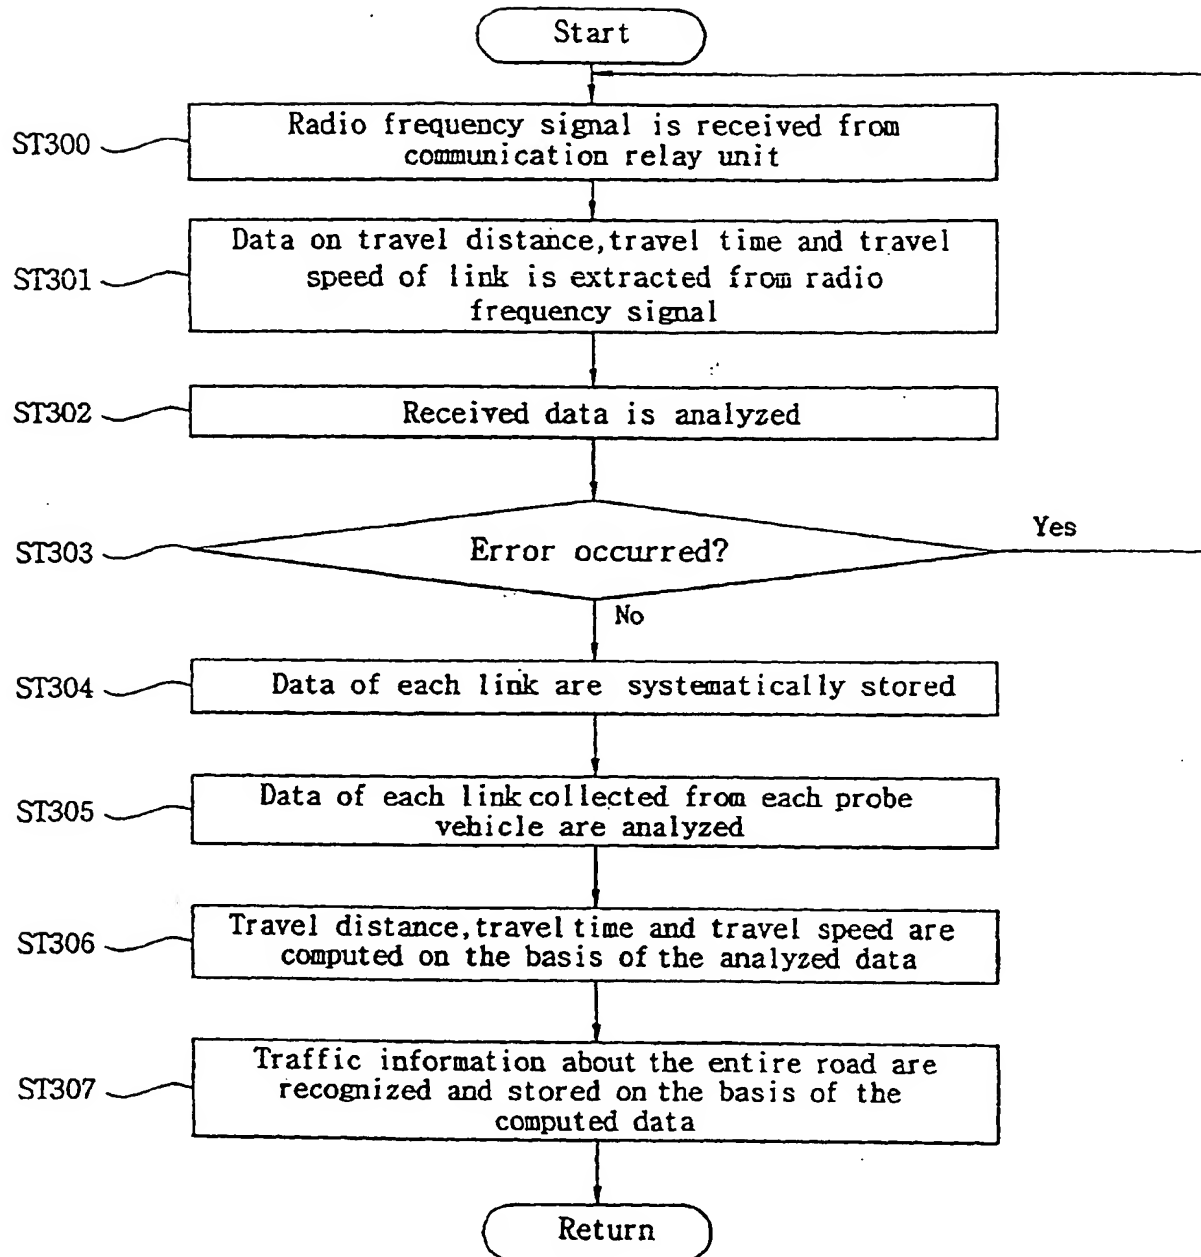 Start
ST300
Radio frequency signal is received from
communication relay unit
ST301
Data on travel distance, travel time and travel
speed of link is extracted from radio
frequency signal
ST302
Received data is analyzed
ST303
Error occurred?
Yes
No
ST304
Data of each link are systematically stored
ST305
Data of each link collected from each probe
vehicle are analyzed
ST306
Travel distance, travel time and travel speed are
computed on the basis of the analyzed data
ST307
Traffic information about the entire road are
recognized and stored on the basis of the
computed data
Return